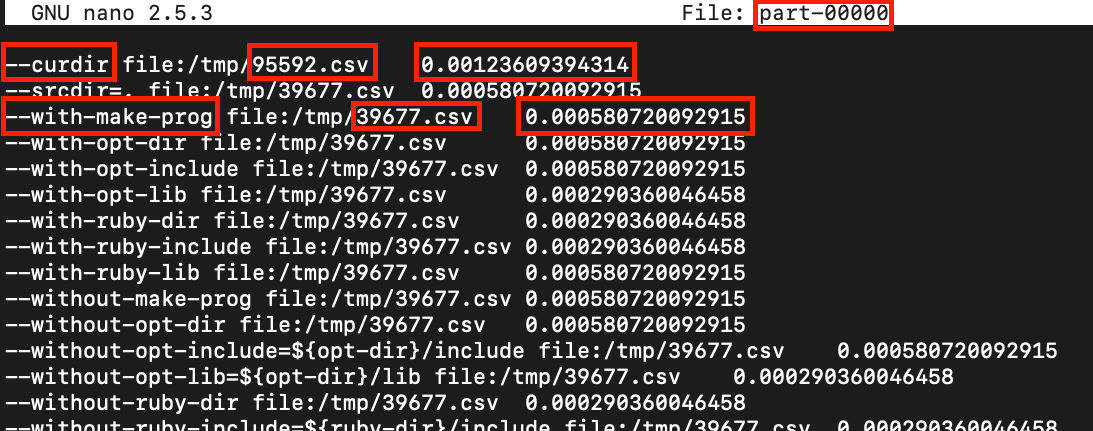 GNU nano 2.5.3 File: part-00000
--curdir file:/tmp/95592.csv 0.00123609394314
--srcdir=. file:/tmp/39677.csv 0.000580720092915
--with-make-prog file:/tmp/39677.csv 0.000580720092915
--with-opt-dir file:/tmp/39677.csv 0.000580720092915
--with-opt-include file:/tmp/39677.csv 0.000580720092915
--with-opt-lib file:/tmp/39677.csv 0.000290360046458
--with-ruby-dir file:/tmp/39677.csv 0.000290360046458
--with-ruby-include file:/tmp/39677.csv 0.000290360046458
--with-ruby-lib file:/tmp/39677.csv 0.000580720092915
--without-make-prog file:/tmp/39677.csv 0.000580720092915
--without-opt-dir file:/tmp/39677.csv 0.000580720092915
--without-opt-include=${opt-dir}/include file:/tmp/39677.csv 0.000580720092915
--without-opt-lib=${opt-dir}/lib file:/tmp/39677.csv 0.000290360046458
--without-ruby-dir file:/tmp/39677.csv 0.000290360046458
--without-ruby-include=${ruby-dir}/include file:/tmp/39677.csv 0.000290360046458